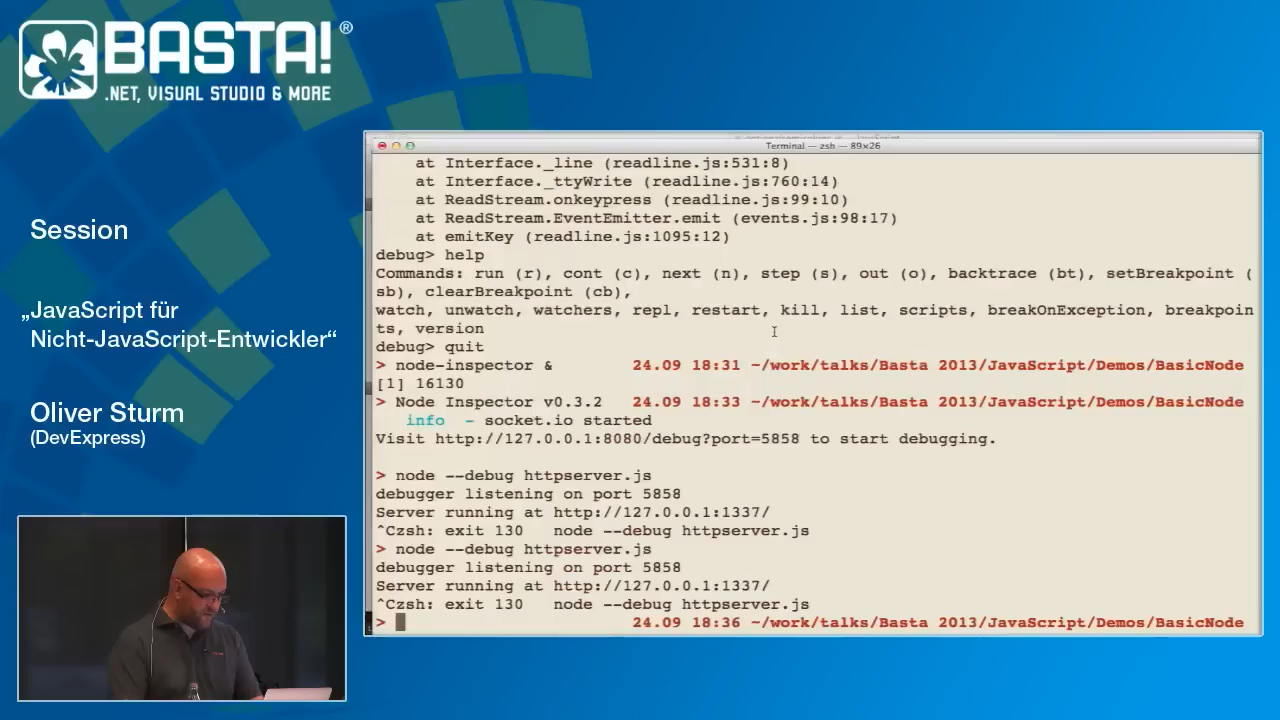 BASTA!®
.NET, VISUAL STUDIO & MORE
Session
„JavaScript für
Nicht-JavaScript-Entwickler“
Oliver Sturm
(DevExpress)
Terminal — zsh — 89×26
at Interface._line (readline.js:531:8)
at Interface._ttyWrite (readline.js:760:14)
at ReadStream.onkeypress (readline.js:99:10)
at ReadStream.EventEmitter.emit (events.js:98:17)
at emitKey (readline.js:1095:12)
debug> help
Commands: run (r), cont (c), next (n), step (s), out (o), backtrace (bt), setBreakpoint (
sb), clearBreakpoint (cb),
watch, unwatch, watchers, repl, restart, kill, list, scripts, breakOnException, breakpoin
ts, version
debug> quit
> node-inspector & 24.09 18:31 ~/work/talks/Basta 2013/JavaScript/Demos/BasicNode
[1] 16130
> Node Inspector v0.3.2 24.09 18:33 ~/work/talks/Basta 2013/JavaScript/Demos/BasicNode
info - socket.io started
Visit http://127.0.0.1:8080/debug?port=5858 to start debugging.
> node --debug httpserver.js
debugger listening on port 5858
Server running at http://127.0.0.1:1337/
^Czsh: exit 130 node --debug httpserver.js
> node --debug httpserver.js
debugger listening on port 5858
Server running at http://127.0.0.1:1337/
^Czsh: exit 130 node --debug httpserver.js
> 24.09 18:36 ~/work/talks/Basta 2013/JavaScript/Demos/BasicNode